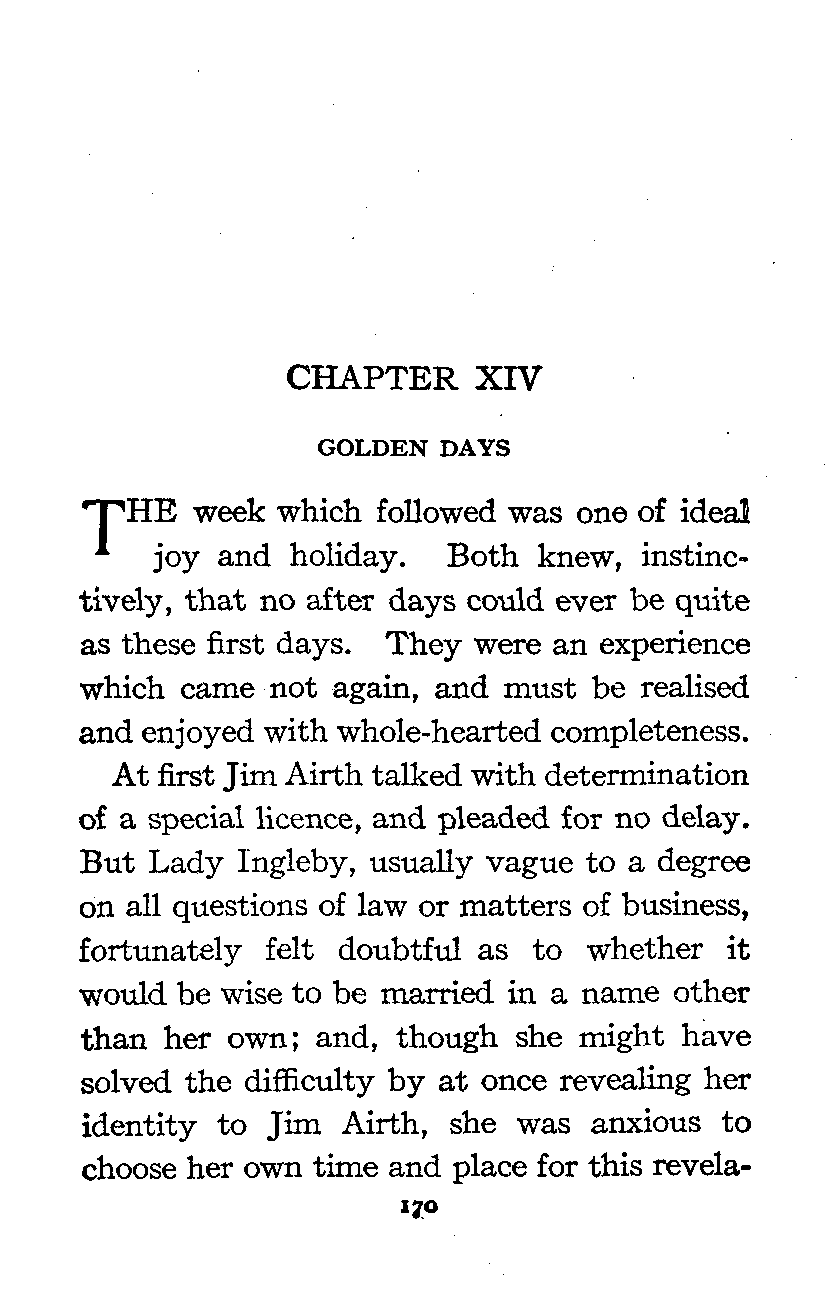 CHAPTER XIV
GOLDEN DAYS
THE week which followed was one of ideal
joy and holiday. Both knew, instinc-
tively, that no after days could ever be quite
as these first days. They were an experience
which came not again, and must be realised
and enjoyed with whole-hearted completeness.
At first Jim Airth talked with determination
of a special licence, and pleaded for no delay.
But Lady Ingleby, usually vague to a degree
on all questions of law or matters of business,
fortunately felt doubtful as to whether it
would be wise to be married in a name other
than her own; and, though she might have
solved the difficulty by at once revealing her
identity to Jim Airth, she was anxious to
choose her own time and place for this revela-
170